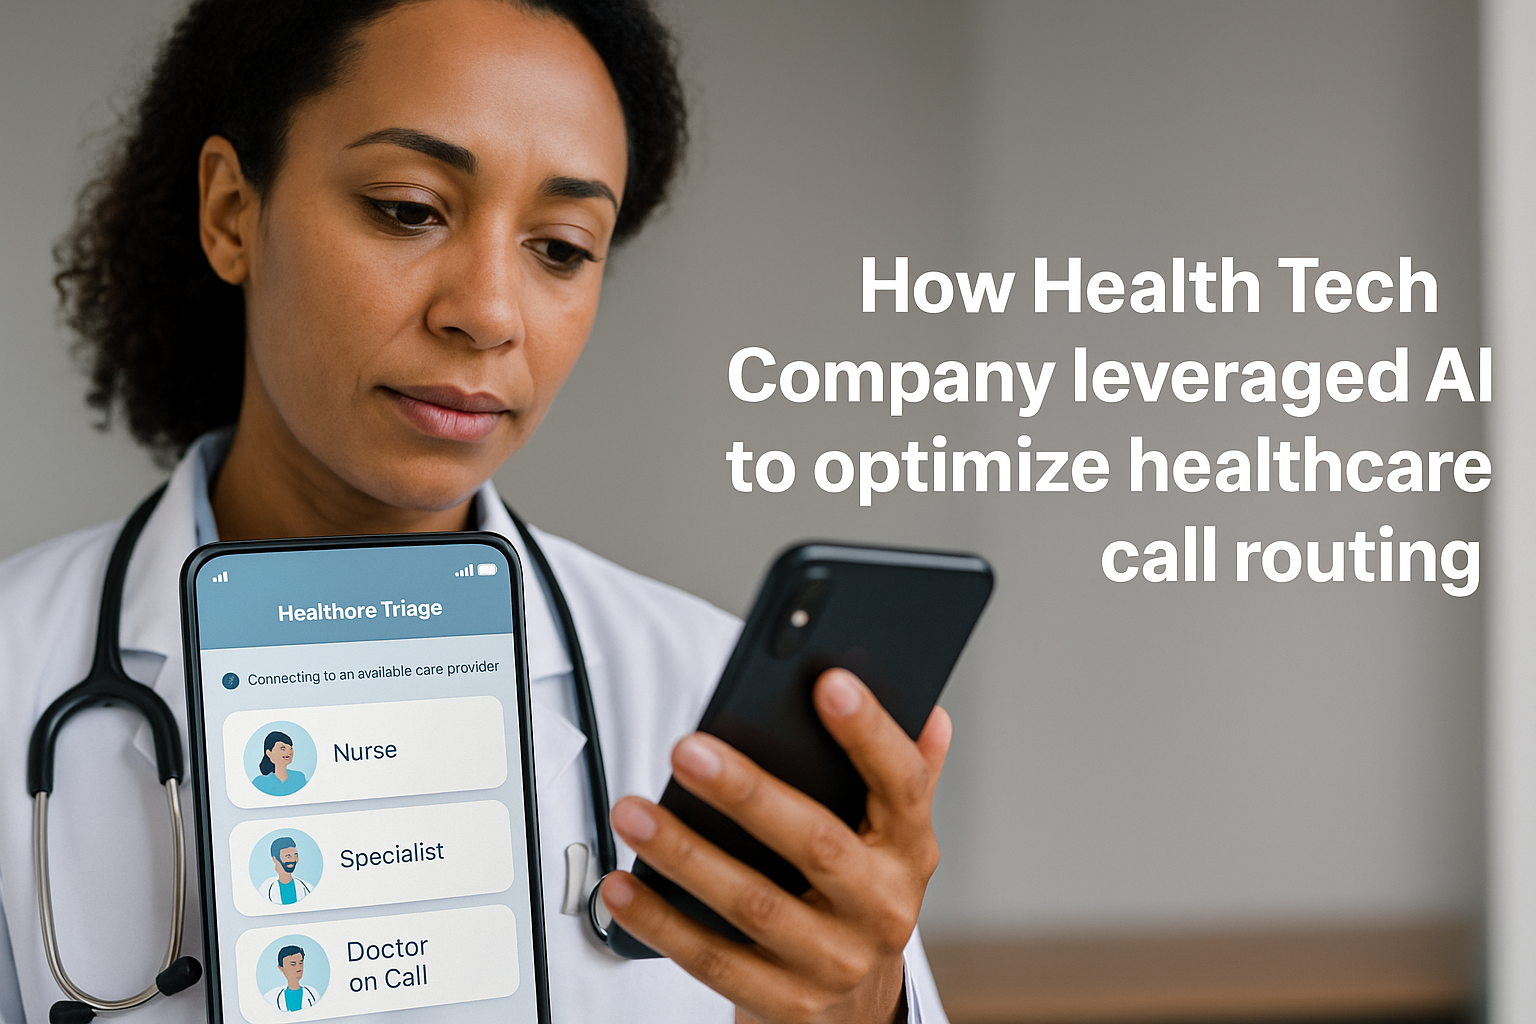 How Health Tech
Company leveraged AI
to optimize healthcare
call routing
Healthore Triage
Connecting to an available care provider
Nurse
Specialist
Doctor
on Call